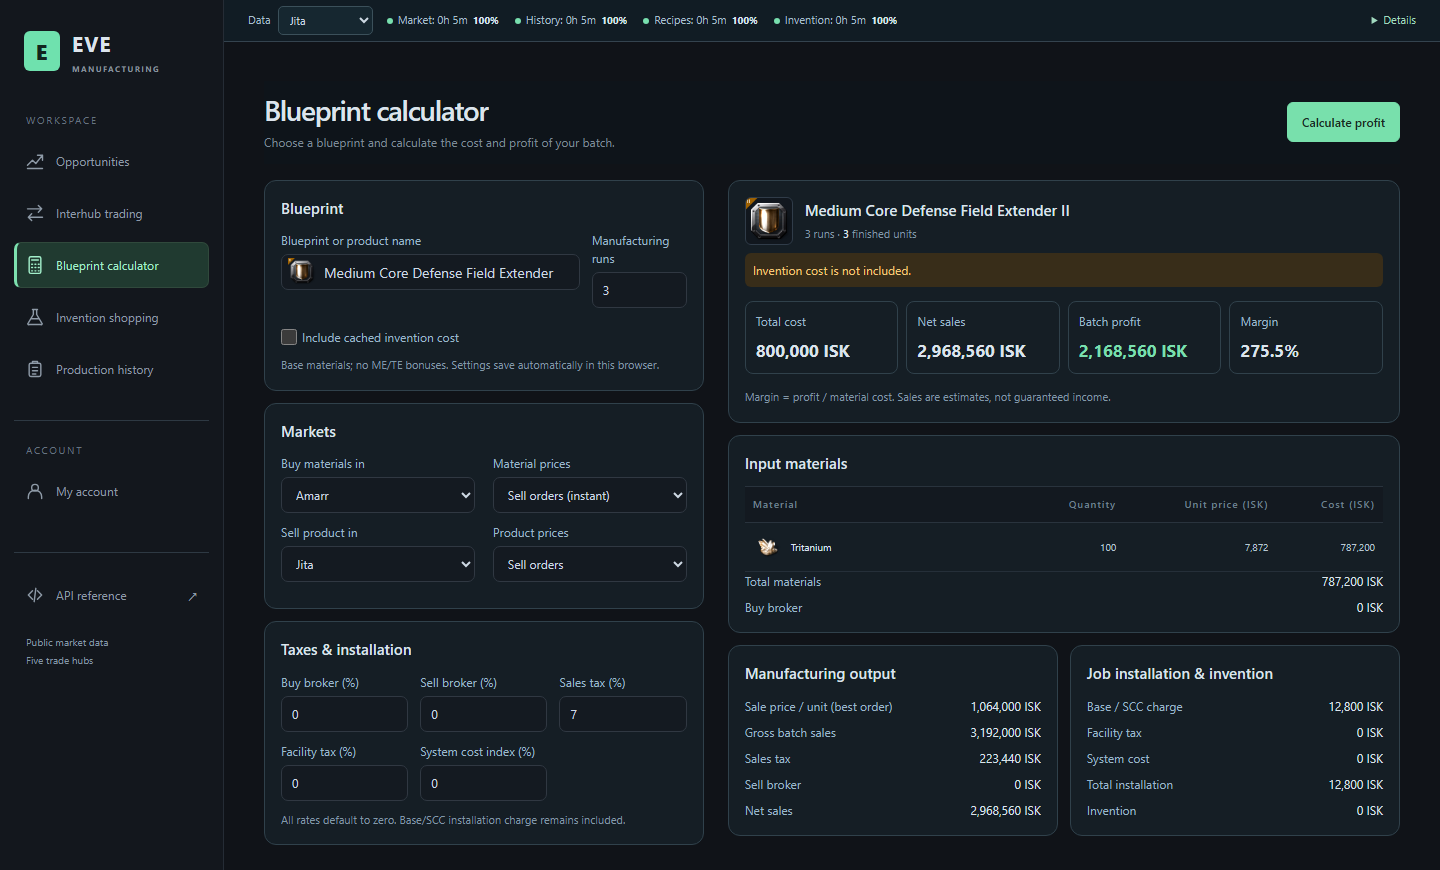 E
EVE
MANUFACTURING
WORKSPACE
Opportunities
Interhub trading
Blueprint calculator
Invention shopping
Production history
ACCOUNT
My account
API reference ↗
Public market data
Five trade hubs
Data Jita Market: 0h 5m 100% History: 0h 5m 100% Recipes: 0h 5m 100% Invention: 0h 5m 100% ▶ Details
Blueprint calculator
Choose a blueprint and calculate the cost and profit of your batch.
Calculate profit
Blueprint
Blueprint or product name
Medium Core Defense Field Extender
Manufacturing
runs
3
Include cached invention cost
Base materials; no ME/TE bonuses. Settings save automatically in this browser.
Markets
Buy materials in Material prices
Amarr Sell orders (instant)
Sell product in Product prices
Jita Sell orders
Taxes & installation
Buy broker (%) Sell broker (%) Sales tax (%)
0 0 7
Facility tax (%) System cost index (%)
0 0
All rates default to zero. Base/SCC installation charge remains included.
Medium Core Defense Field Extender II
3 runs · 3 finished units
Invention cost is not included.
Total cost Net sales Batch profit Margin
800,000 ISK 2,968,560 ISK 2,168,560 ISK 275.5%
Margin = profit / material cost. Sales are estimates, not guaranteed income.
Input materials
Material Quantity Unit price (ISK) Cost (ISK)
Tritanium 100 7,872 787,200
Total materials 787,200 ISK
Buy broker 0 ISK
Manufacturing output
Sale price / unit (best order) 1,064,000 ISK
Gross batch sales 3,192,000 ISK
Sales tax 223,440 ISK
Sell broker 0 ISK
Net sales 2,968,560 ISK
Job installation & invention
Base / SCC charge 12,800 ISK
Facility tax 0 ISK
System cost 0 ISK
Total installation 12,800 ISK
Invention 0 ISK